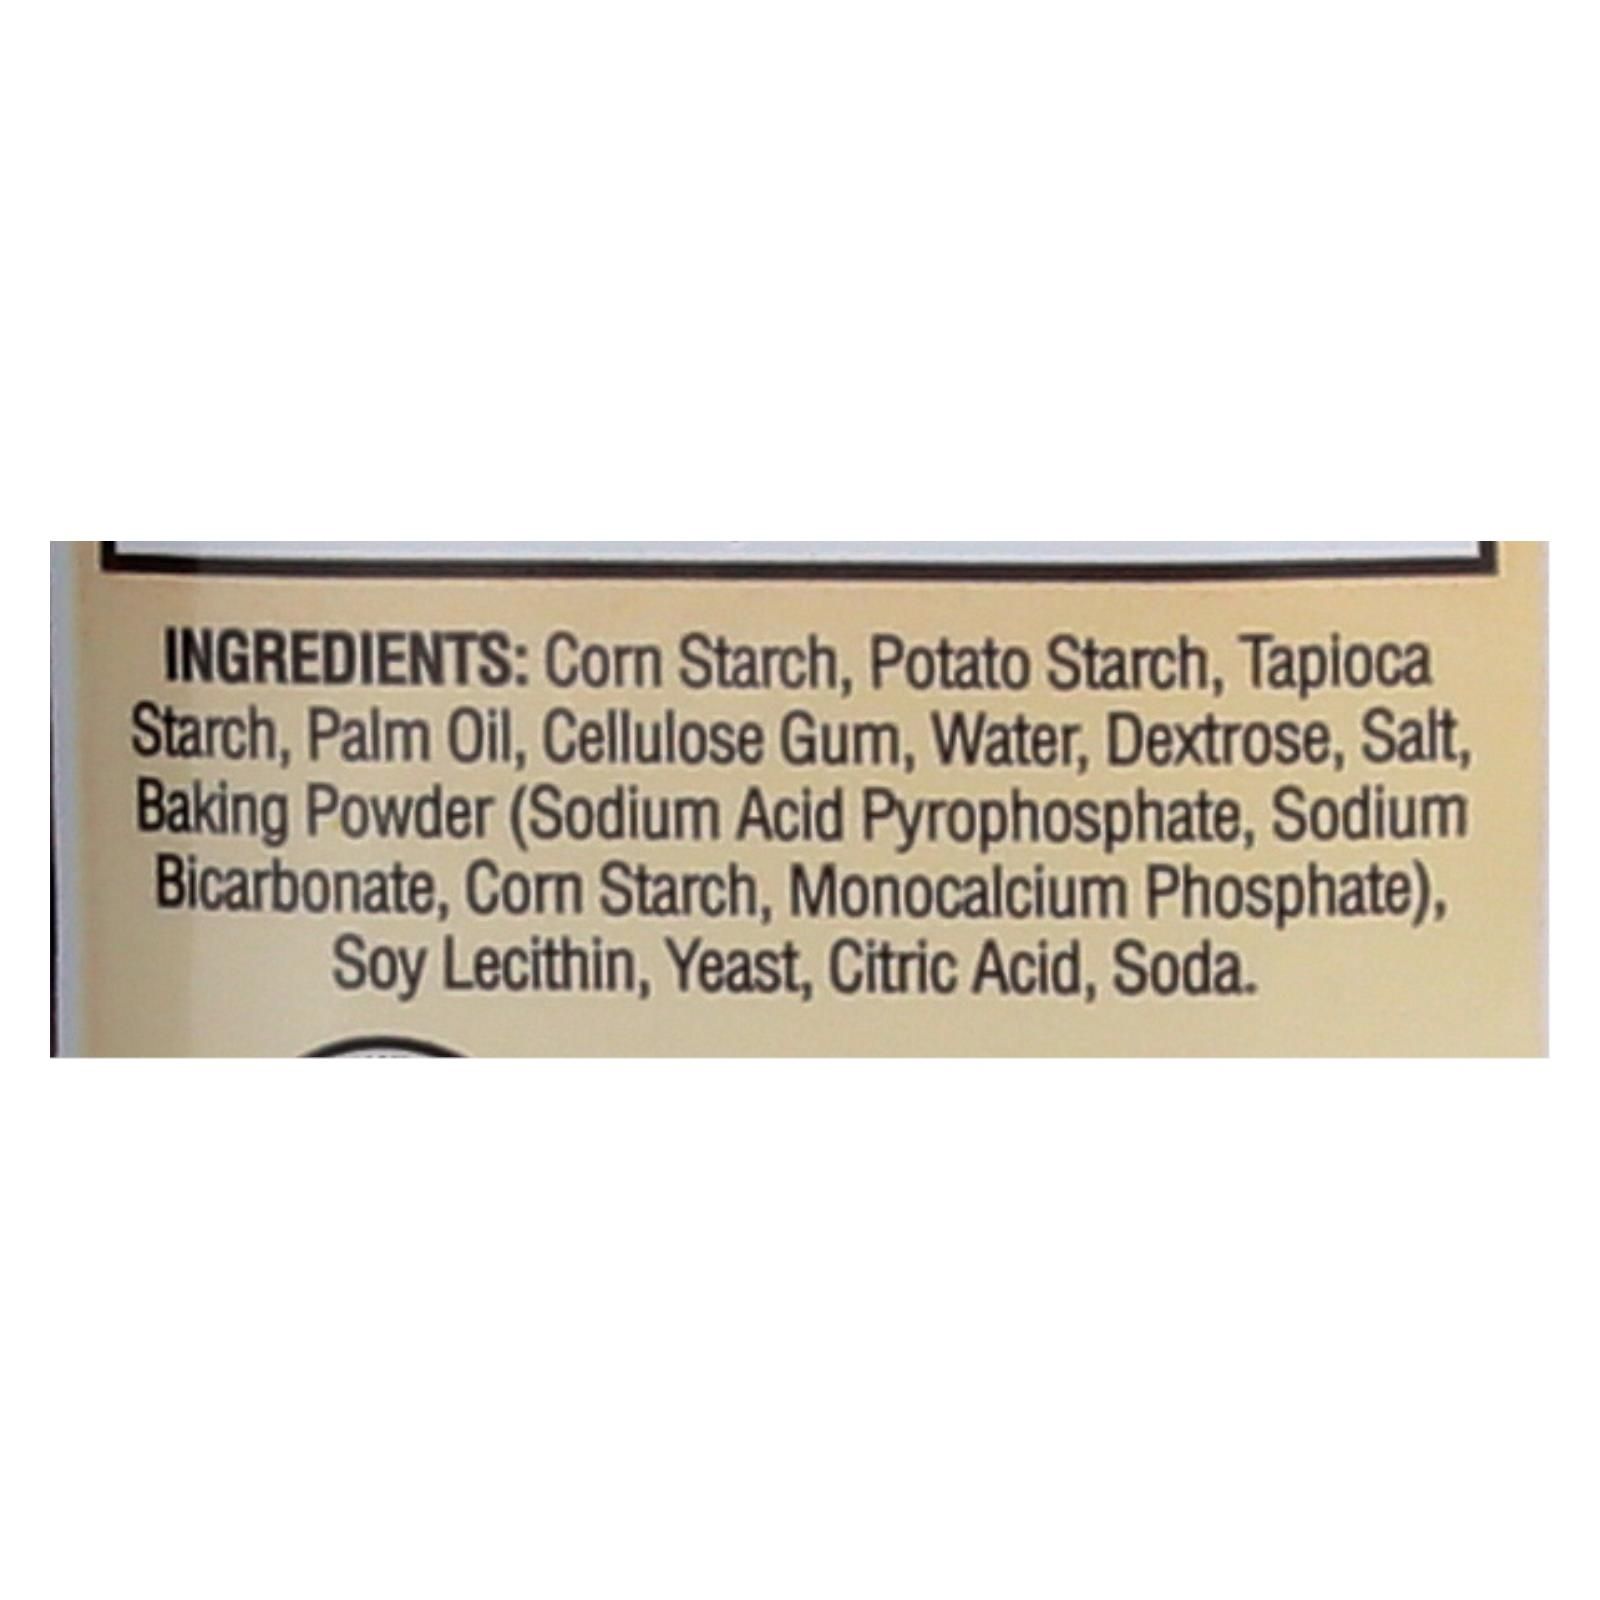 INGREDIENTS: Corn Starch, Potato Starch, Tapioca
Starch, Palm Oil, Cellulose Gum, Water, Dextrose, Salt,
Baking Powder (Sodium Acid Pyrophosphate, Sodium
Bicarbonate, Corn Starch, Monocalcium Phosphate),
Soy Lecithin, Yeast, Citric Acid, Soda.